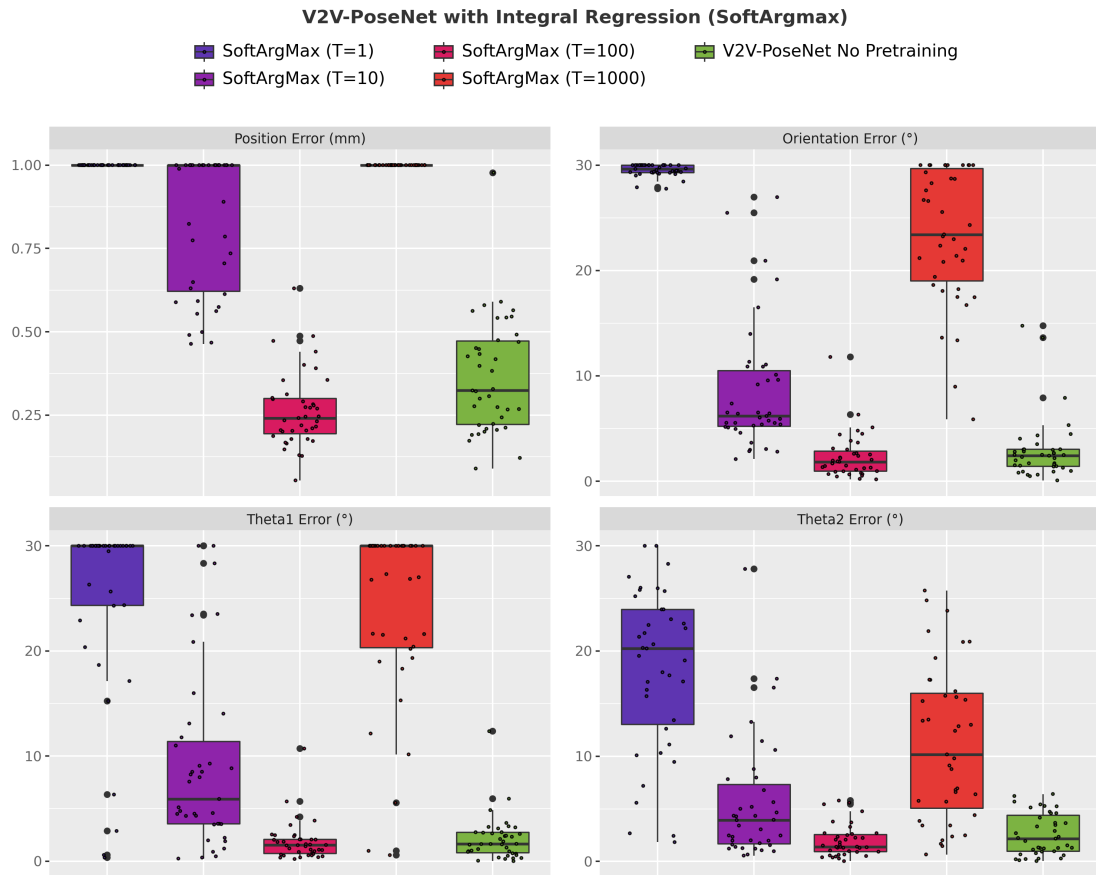 V2V-PoseNet with Integral Regression (SoftArgmax)
SoftArgMax (T=1) SoftArgMax (T=100) V2V-PoseNet No Pretraining
SoftArgMax (T=10) SoftArgMax (T=1000)
Position Error (mm) Orientation Error (°)
1.00 30
0.75
20
0.50
10
0.25
0
Theta1 Error (°) Theta2 Error (°)
30 30
20 20
10 10
0 0